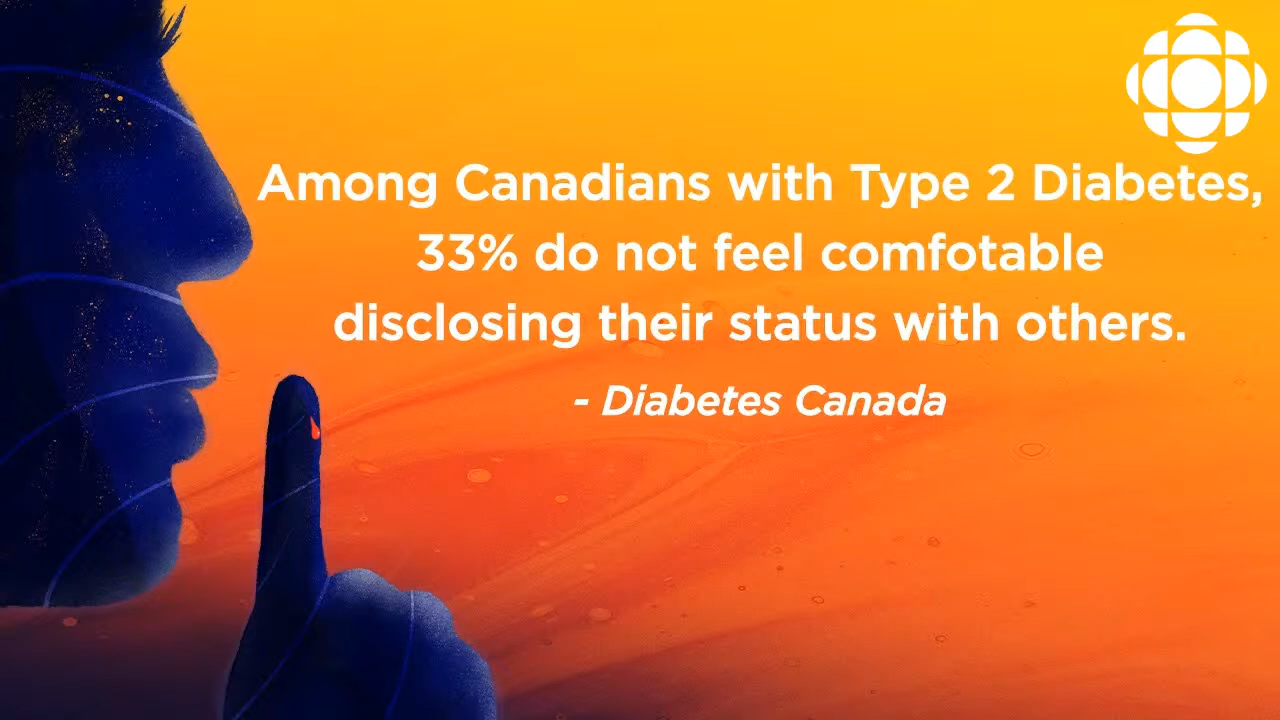 Among Canadians with Type 2 Diabetes,
33% do not feel comfotable
disclosing their status with others.
- Diabetes Canada